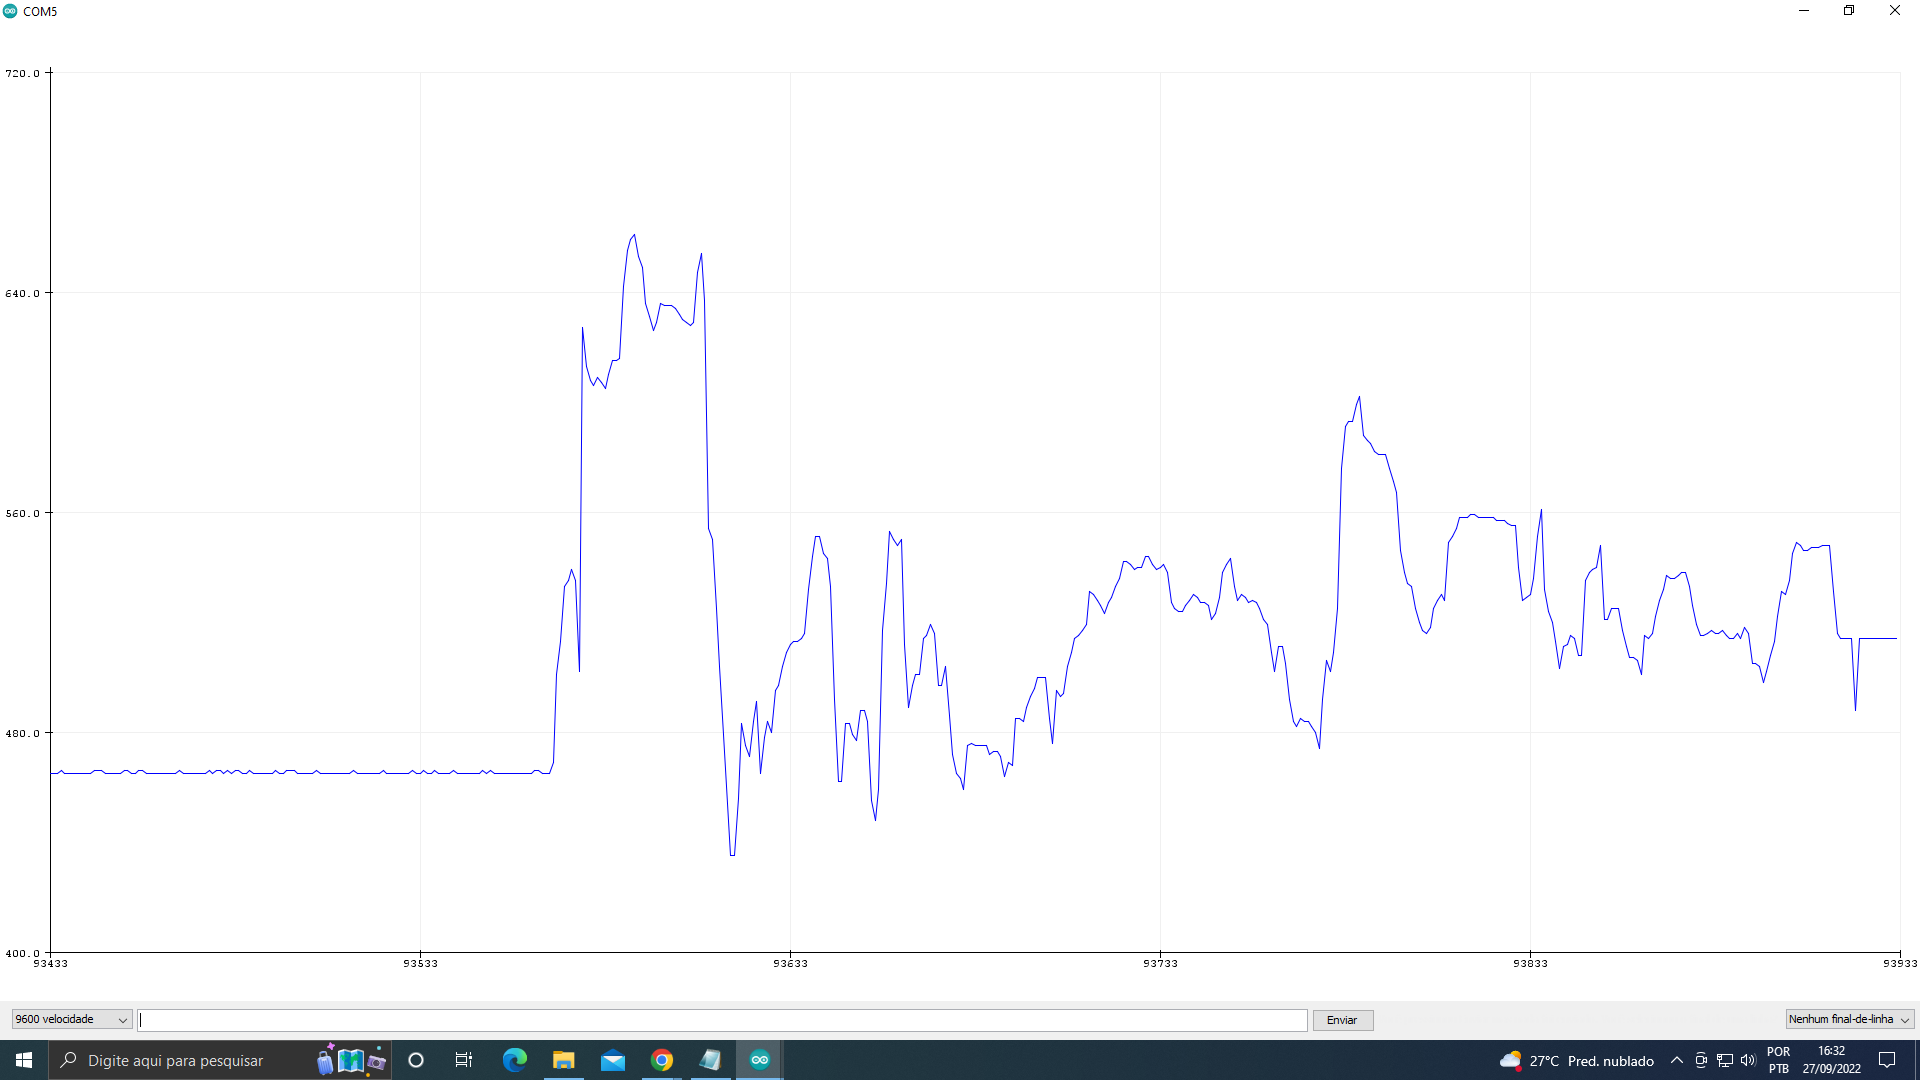 COM5
720.0
640.0
560.0
480.0
400.0
93433 93533 93633 93733 93833 93933
9600 velocidade Enviar Nenhum final-de-linha
Digite aqui para pesquisar 27°C Pred. nublado POR PTB 16:32 27/09/2022